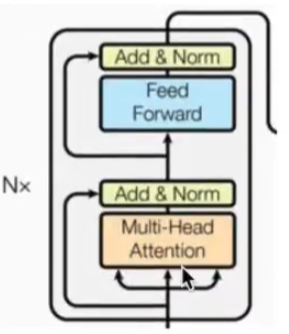 Add & Norm
Feed
Forward
N×
Add & Norm
Multi-Head
Attention